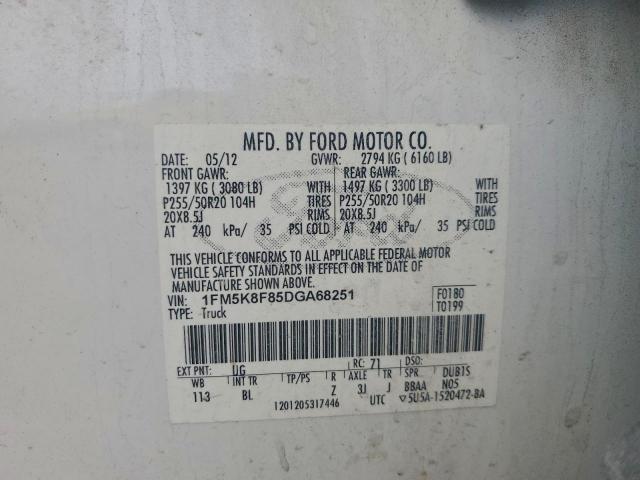 MFD. BY FORD MOTOR CO.
DATE: 05/12 GVWR: 2794 KG ( 6160 LB)
FRONT GAWR: REAR GAWR:
1397 KG ( 3080 LB) WITH 1497 KG ( 3300 LB) WITH
P255/50R20 104H TIRES P255/50R20 104H TIRES
20X8.5J RIMS 20X8.5J RIMS
AT 240 kPa/ 35 PSI COLD AT 240 kPa/ 35 PSI COLD
Ford
THIS VEHICLE CONFORMS TO ALL APPLICABLE FEDERAL MOTOR
VEHICLE SAFETY STANDARDS IN EFFECT ON THE DATE OF
MANUFACTURE SHOWN ABOVE.
VIN: 1FM5K8F85DGA68251 F0180
TYPE: Truck T0199
EXT PNT: UG RC: 71 DSO:
WB INT TR TP/PS R AXLE TR SPR DUB1S
113 BL Z 3J J BBAA N05
1201205317446 UTC ▽5U5A-1520472-BA